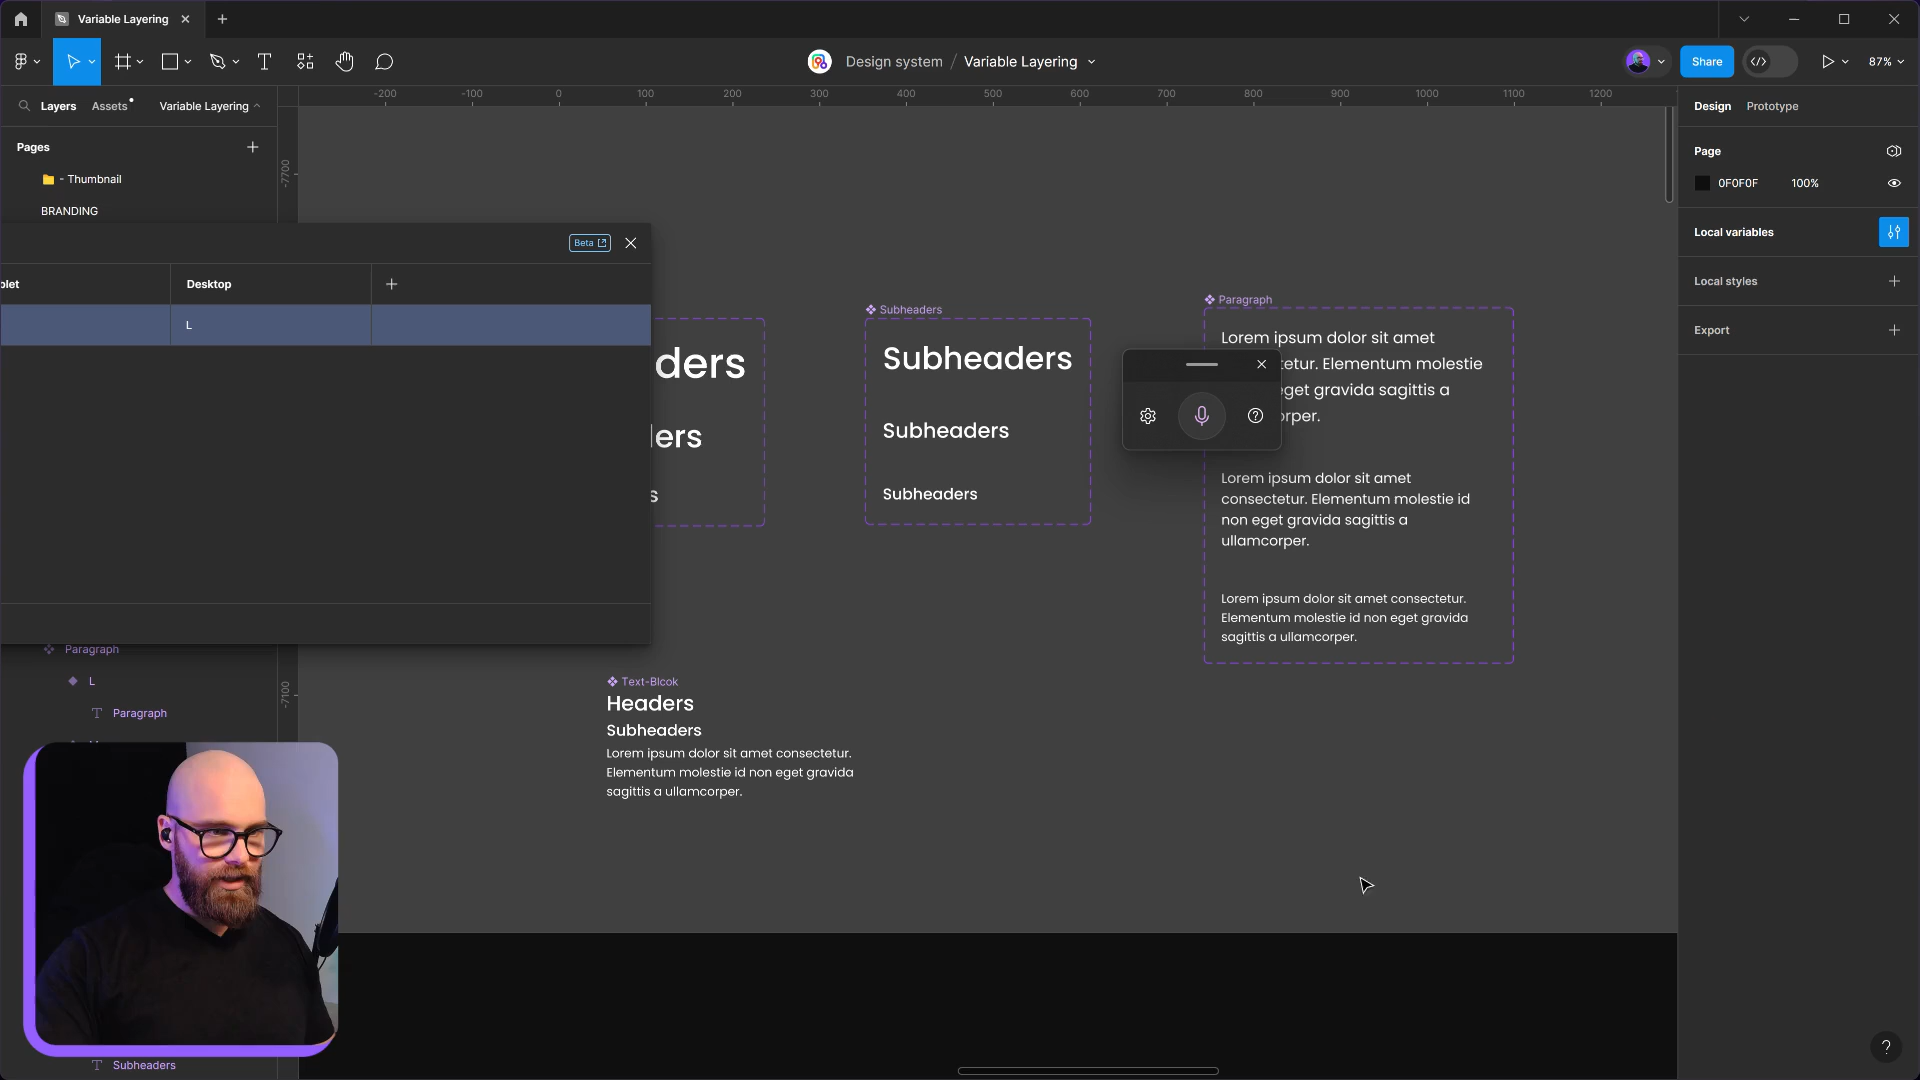 Variable Layering
Design system / Variable Layering
Share
87%
Layers
Assets
Variable Layering
-200
-100
0
100
200
300
400
500
600
700
800
900
1000
1100
1200
Design
Prototype
Pages
Page
- Thumbnail
0F0F0F
100%
BRANDING
-7700
Local variables
Beta
blet
Desktop
L
Local styles
Export
ders
ers
s
Subheaders
Subheaders
Subheaders
Subheaders
Paragraph
Lorem ipsum dolor sit amet
tetur. Elementum molestie
eget gravida sagittis a
orper.
Lorem ipsum dolor sit amet
consectetur. Elementum molestie id
non eget gravida sagittis a
ullamcorper.
Lorem ipsum dolor sit amet consectetur.
Elementum molestie id non eget gravida
sagittis a ullamcorper.
Paragraph
L
Paragraph
-7100
Text-Blcok
Headers
Subheaders
Lorem ipsum dolor sit amet consectetur.
Elementum molestie id non eget gravida
sagittis a ullamcorper.
Subheaders
?